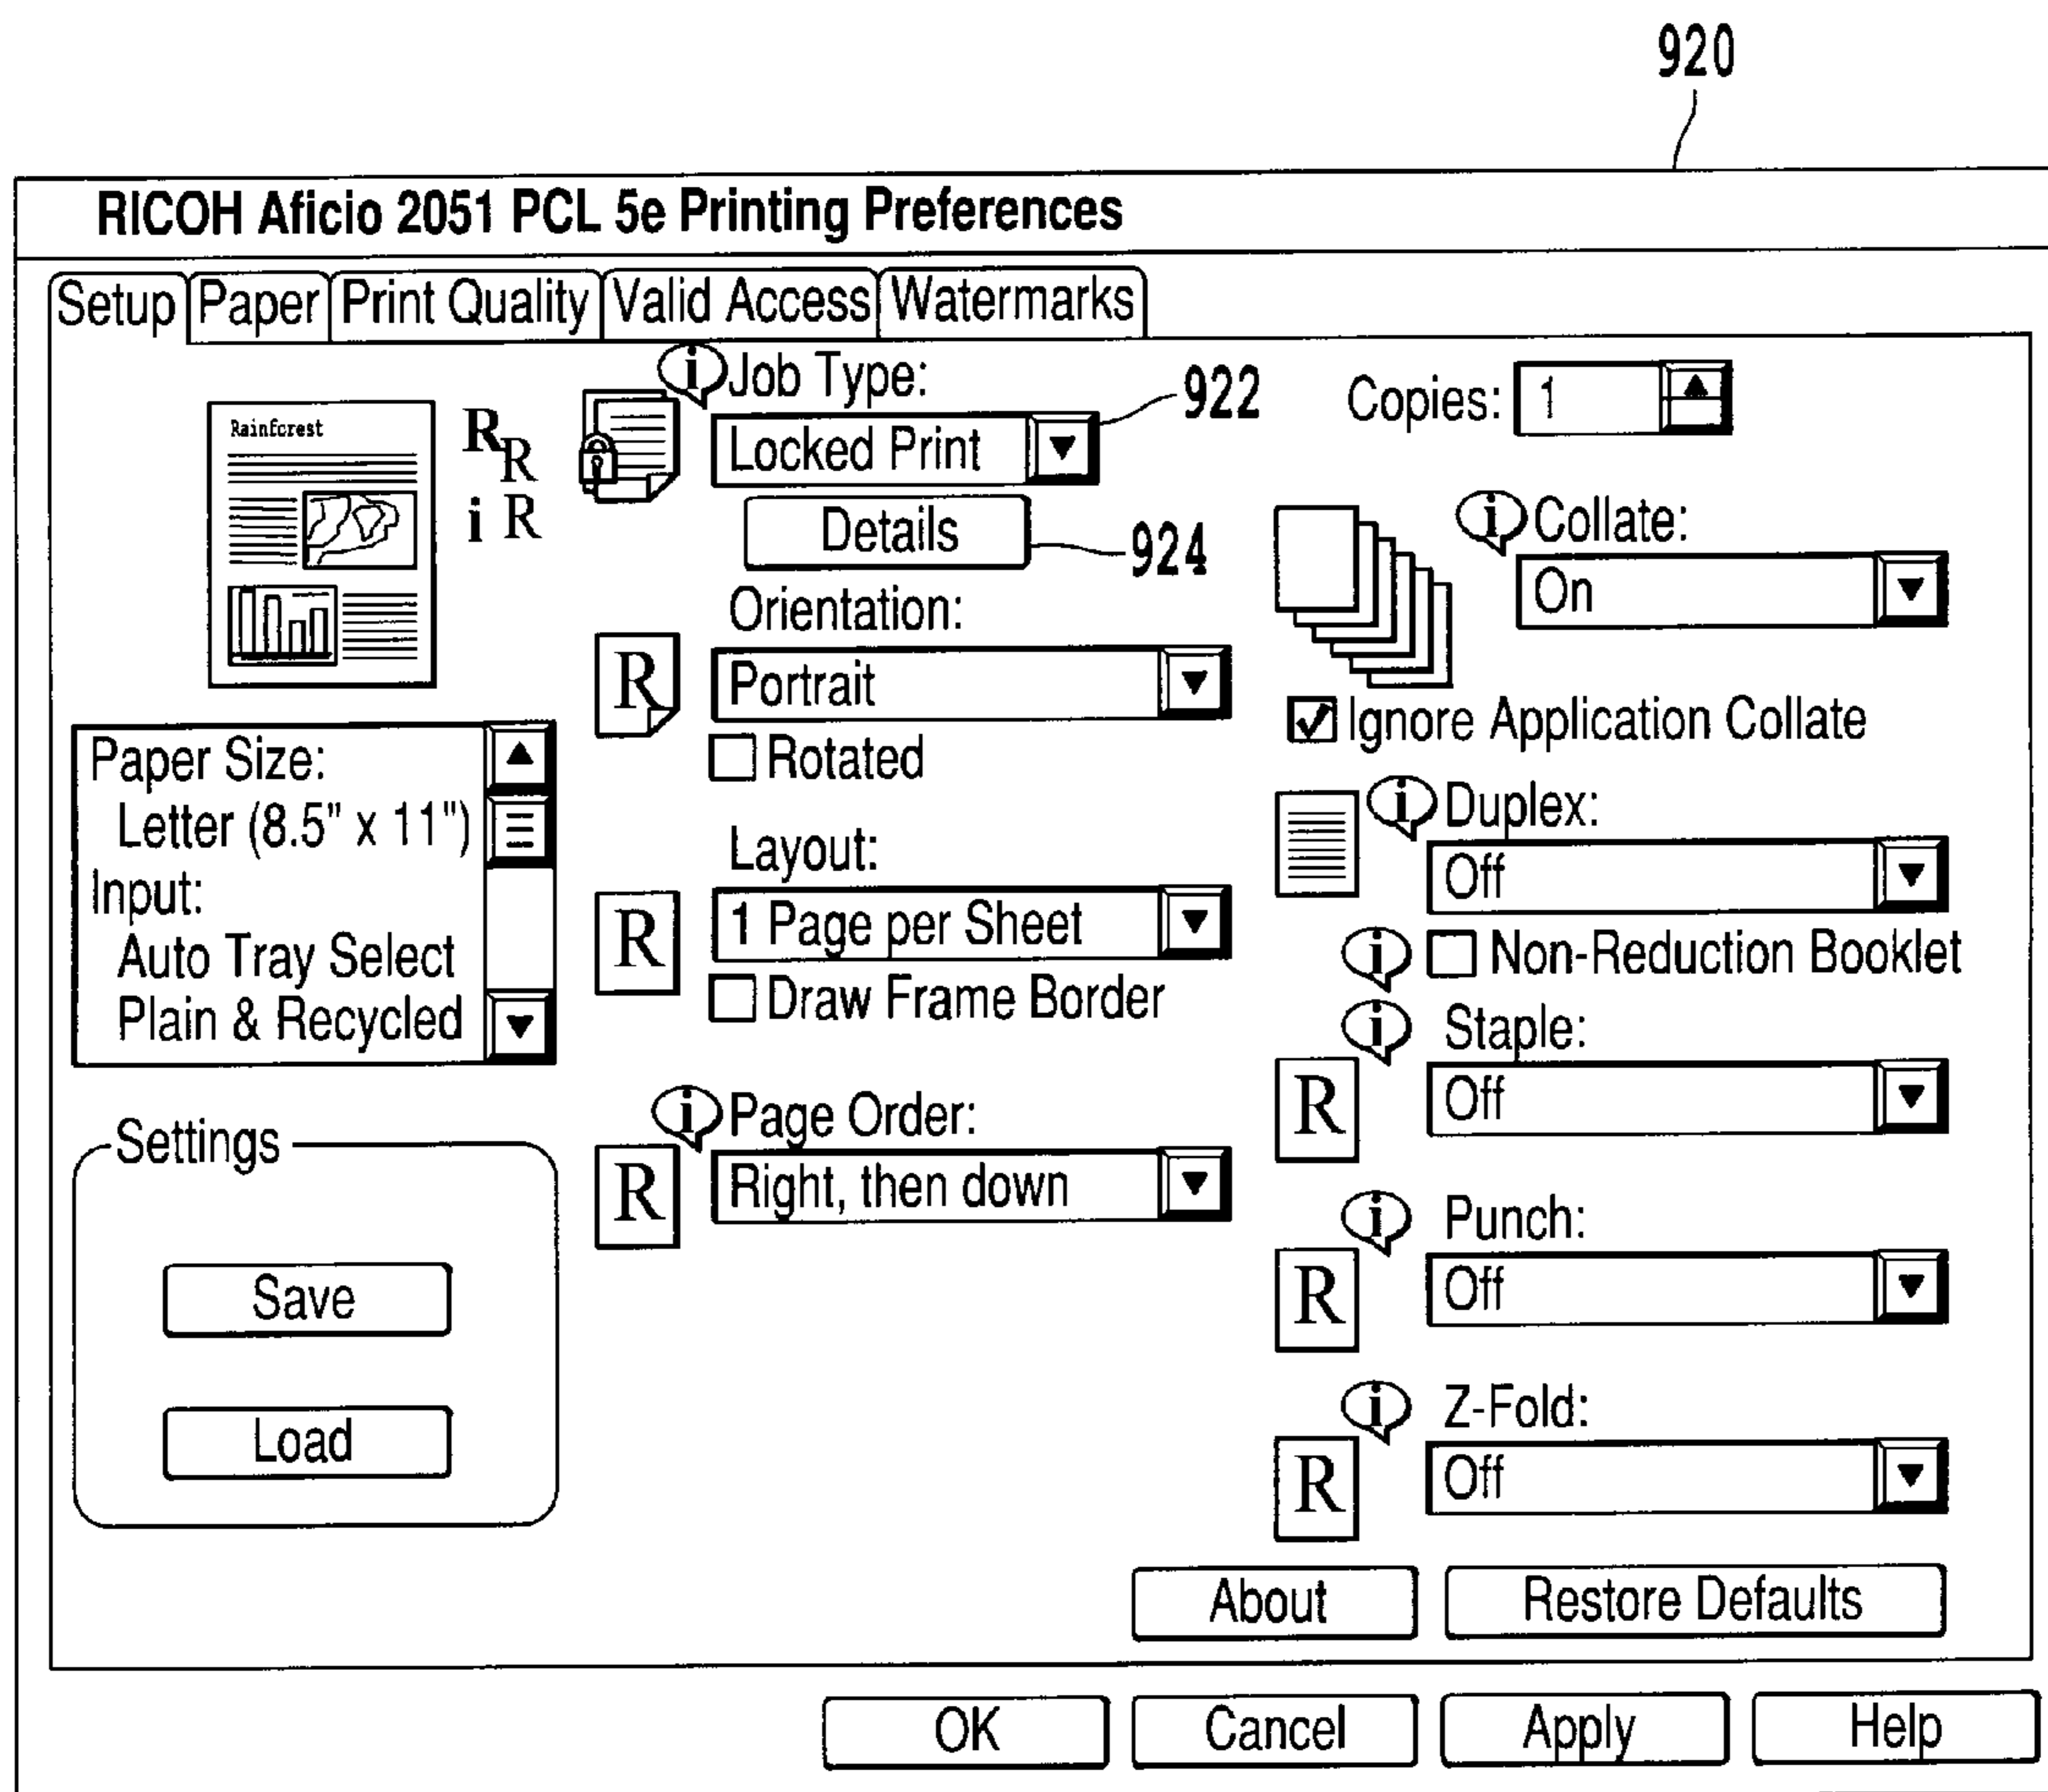 920
RICOH Aficio 2051 PCL 5e Printing Preferences
Setup Paper Print Quality Valid Access Watermarks
Rainforest
R
R
i R
Paper Size:
Letter (8.5" x 11")
Input:
Auto Tray Select
Plain & Recycled
Settings
Save
Load
i Job Type:
Locked Print
922
Details
924
Orientation:
R
Portrait
Rotated
Layout:
R
1 Page per Sheet
Draw Frame Border
i Page Order:
R
Right, then down
Copies: 1
i Collate:
On
Ignore Application Collate
i Duplex:
Off
i Non-Reduction Booklet
i Staple:
R
Off
i Punch:
R
Off
i Z-Fold:
R
Off
About Restore Defaults
OK Cancel Apply Help